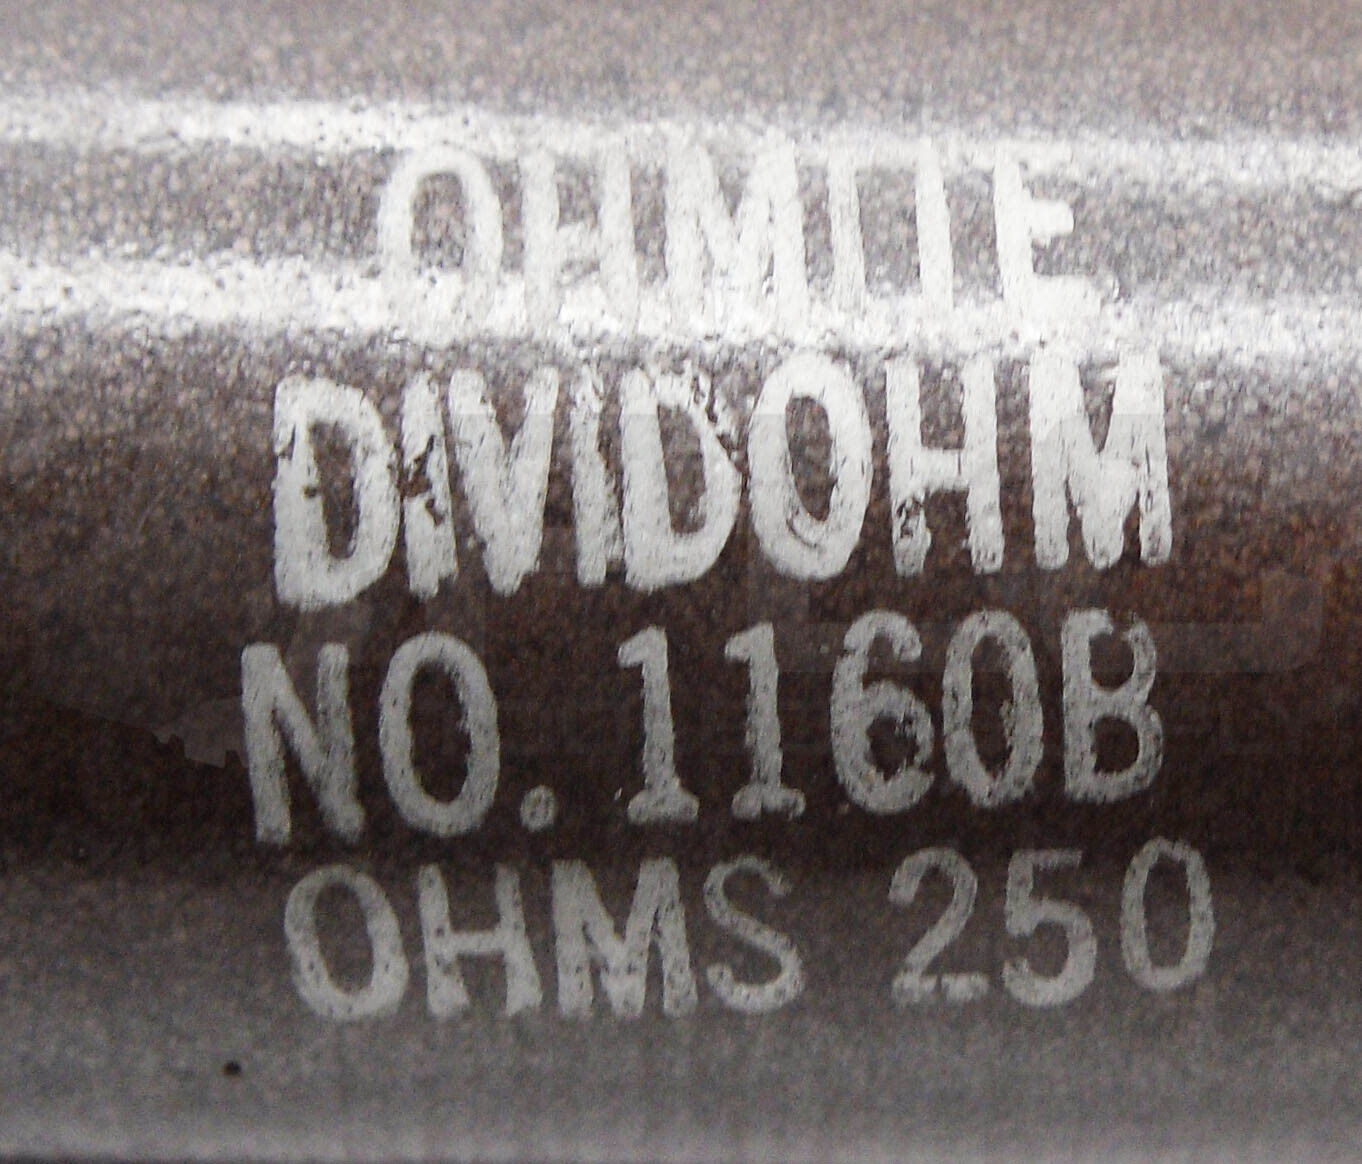 OHMITE
DIVIDOHM
NO. 1160B
OHMS 250